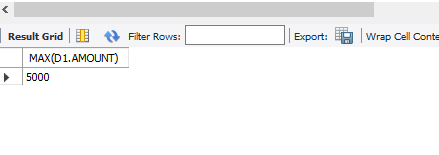 Result Grid Filter Rows: Export: Wrap Cell Conte
MAX(D1.AMOUNT)
5000